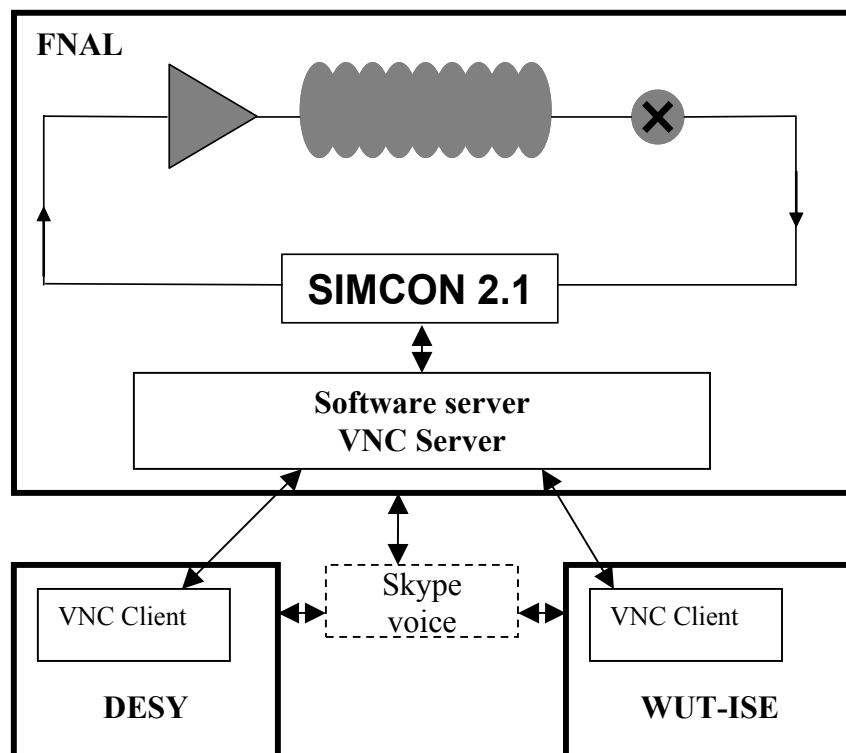 FNAL
SIMCON 2.1
Software server
VNC Server
Skype
voice
VNC Client
VNC Client
DESY
WUT-ISE